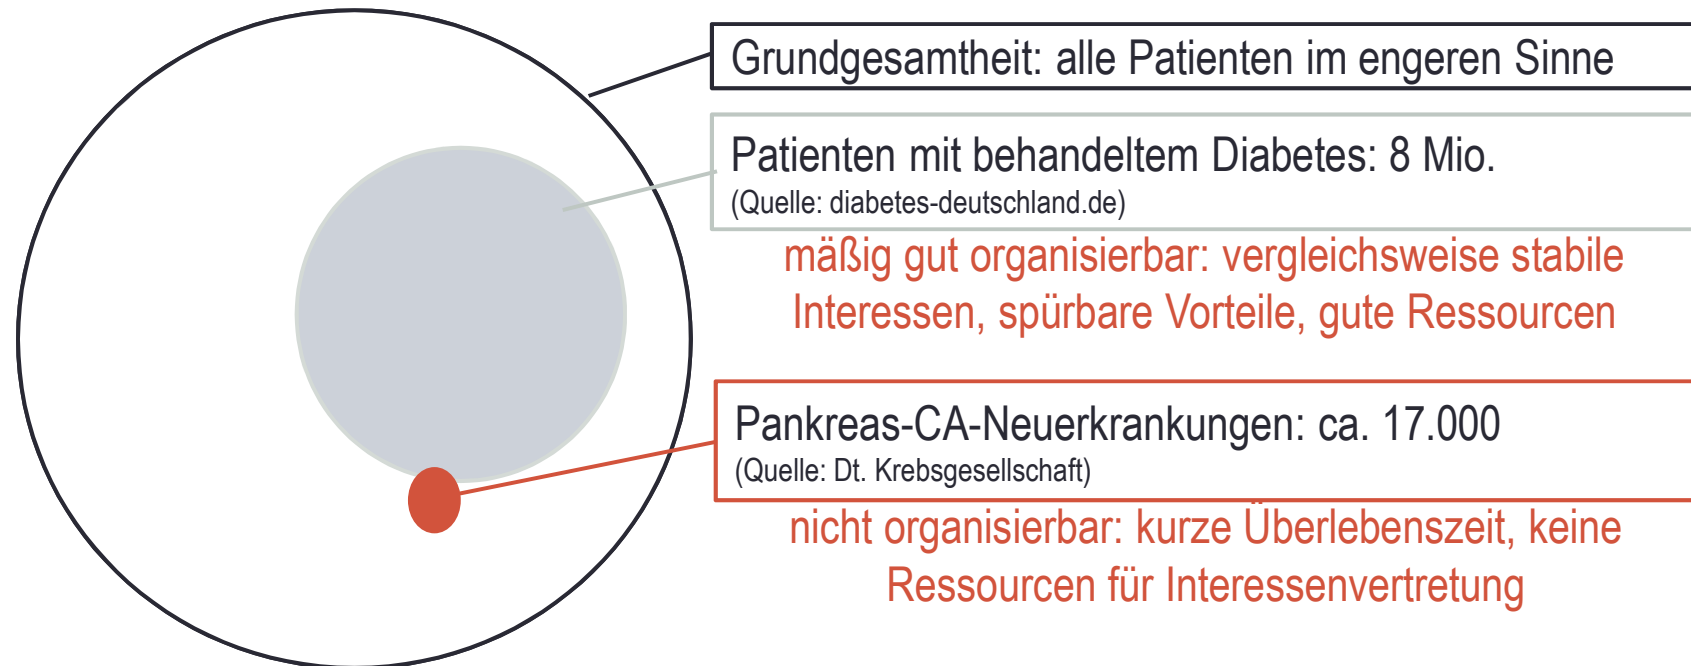 Grundgesamtheit: alle Patienten im engeren Sinne
Patienten mit behandeltem Diabetes: 8 Mio.
(Quelle: diabetes-deutschland.de)
mäßig gut organisierbar: vergleichsweise stabile
Interessen, spürbare Vorteile, gute Ressourcen
Pankreas-CA-Neuerkrankungen: ca. 17.000
(Quelle: Dt. Krebsgesellschaft)
nicht organisierbar: kurze Überlebenszeit, keine
Ressourcen für Interessenvertretung